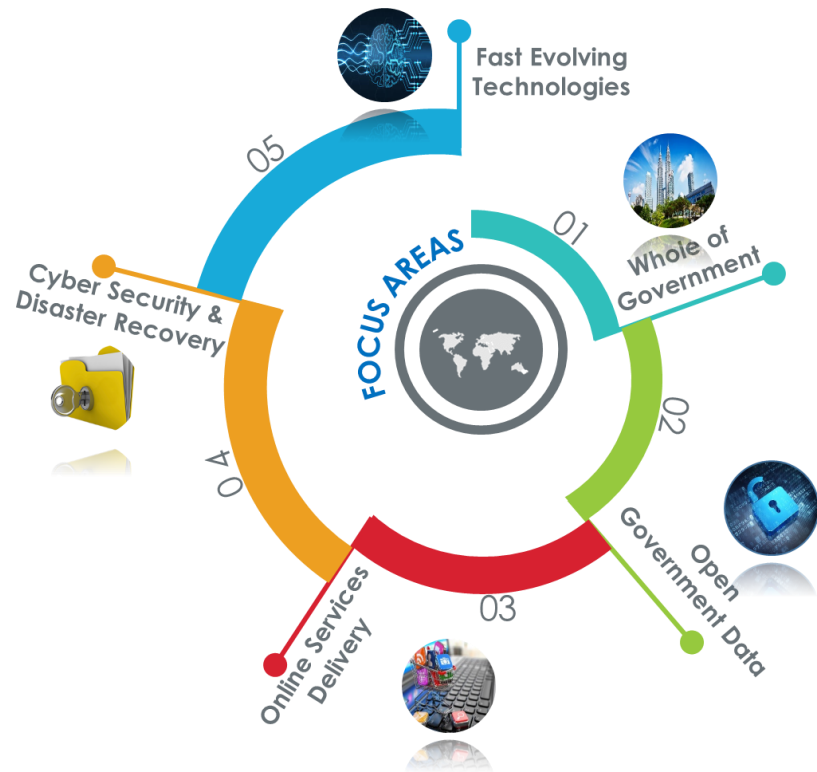 FOCUS AREAS
01
Whole of
Government
02
Open
Government Data
03
Online Services
Delivery
04
Cyber Security &
Disaster Recovery
05
Fast Evolving
Technologies